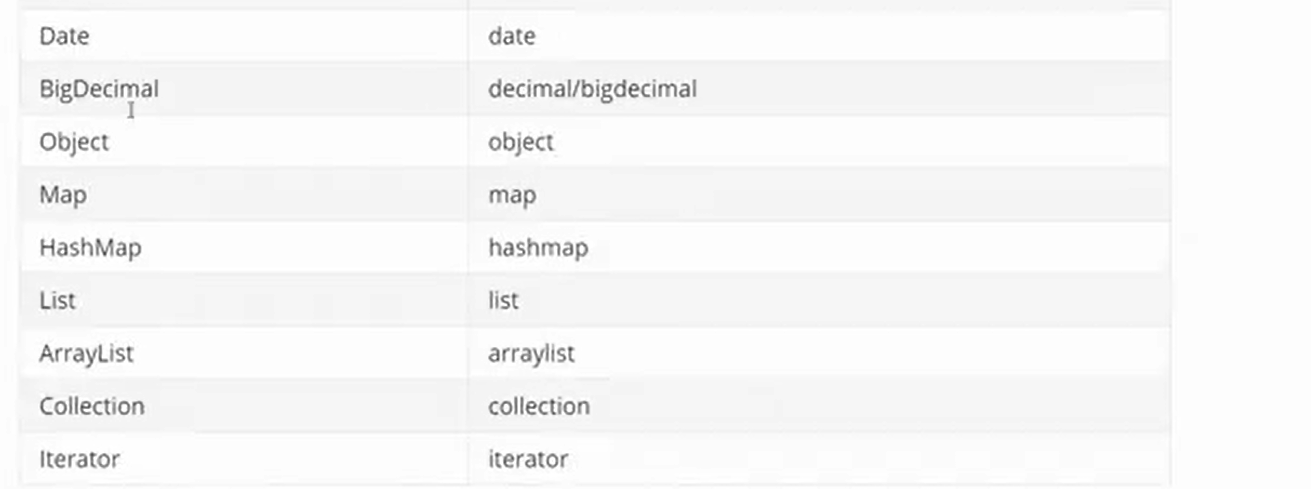 Date date
BigDecimal decimal/bigdecimal
Object object
Map map
HashMap hashmap
List list
ArrayList arraylist
Collection collection
Iterator iterator